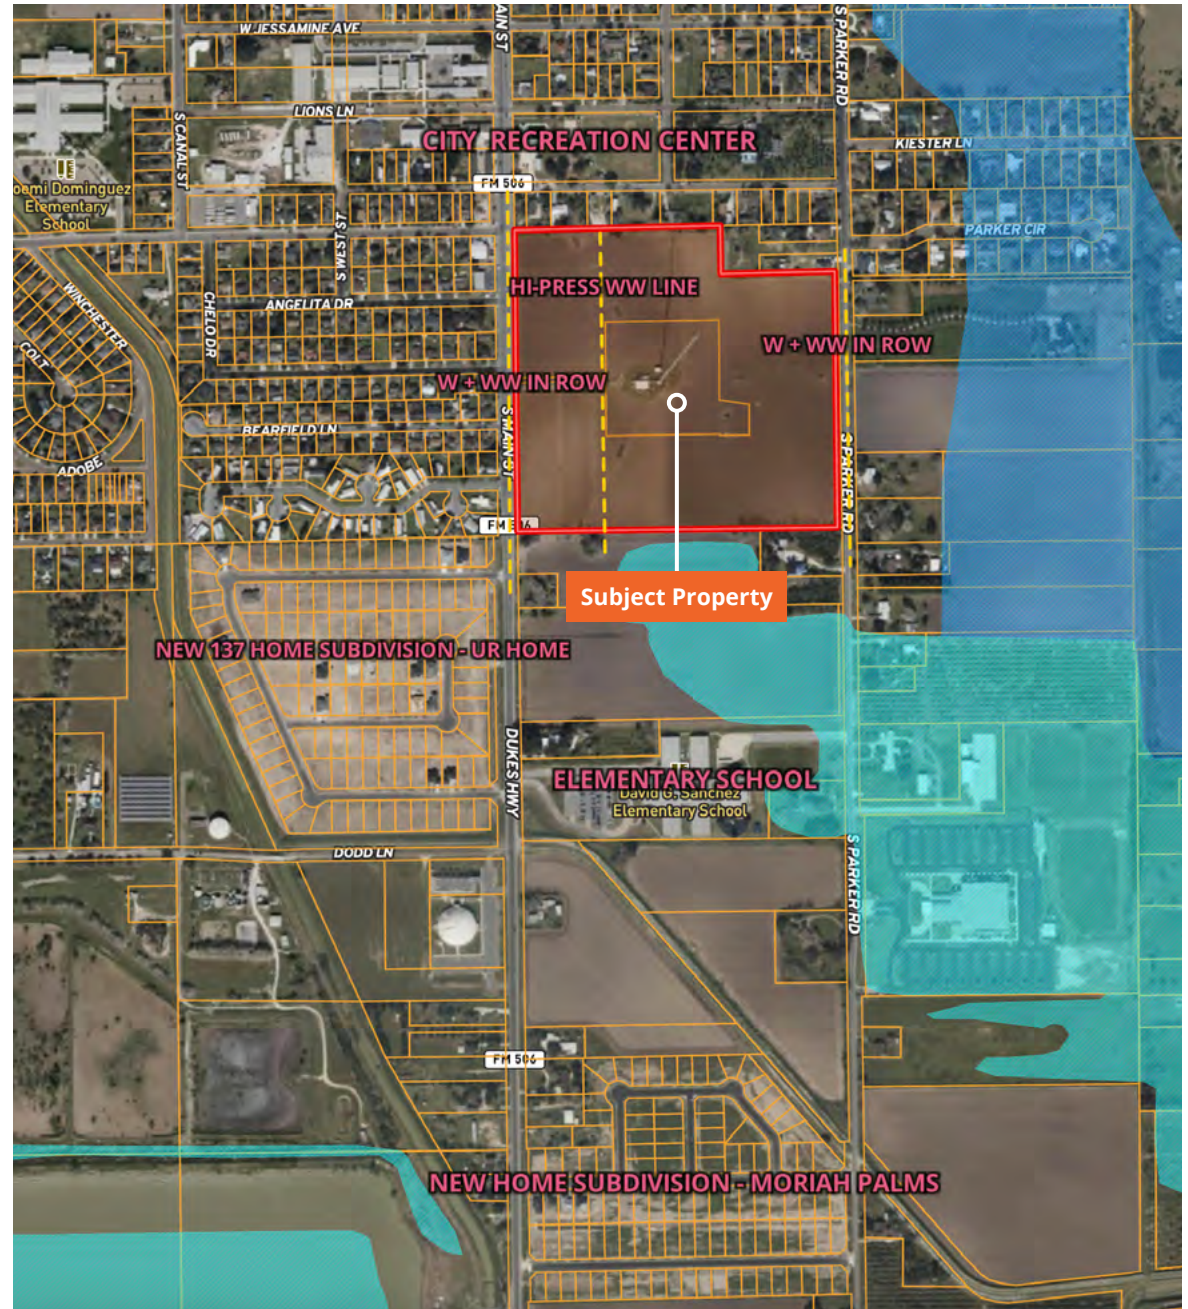 W JESSAMINE AVE
AIN ST
S PARKER RD
LIONS LN
S CANAL ST
CITY RECREATION CENTER
KIESTER LN
oemi Dominguez
Elementary
School
FM 506
S WEST ST
PARKER CIR
WINCHESTER
CHELO DR
ANGELITA DR
HI-PRESS WW LINE
COLT
W + WW IN ROW
W + WW IN ROW
S MAIN ST
BEARFIELD LN
ADOBE
S PARKER RD
FM 506
Subject Property
NEW 137 HOME SUBDIVISION - UR HOME
DUKES HWY
ELEMENTARY SCHOOL
David G. Sanchez
Elementary School
DODD LN
S PARKER RD
FM 506
NEW HOME SUBDIVISION - MORIAH PALMS